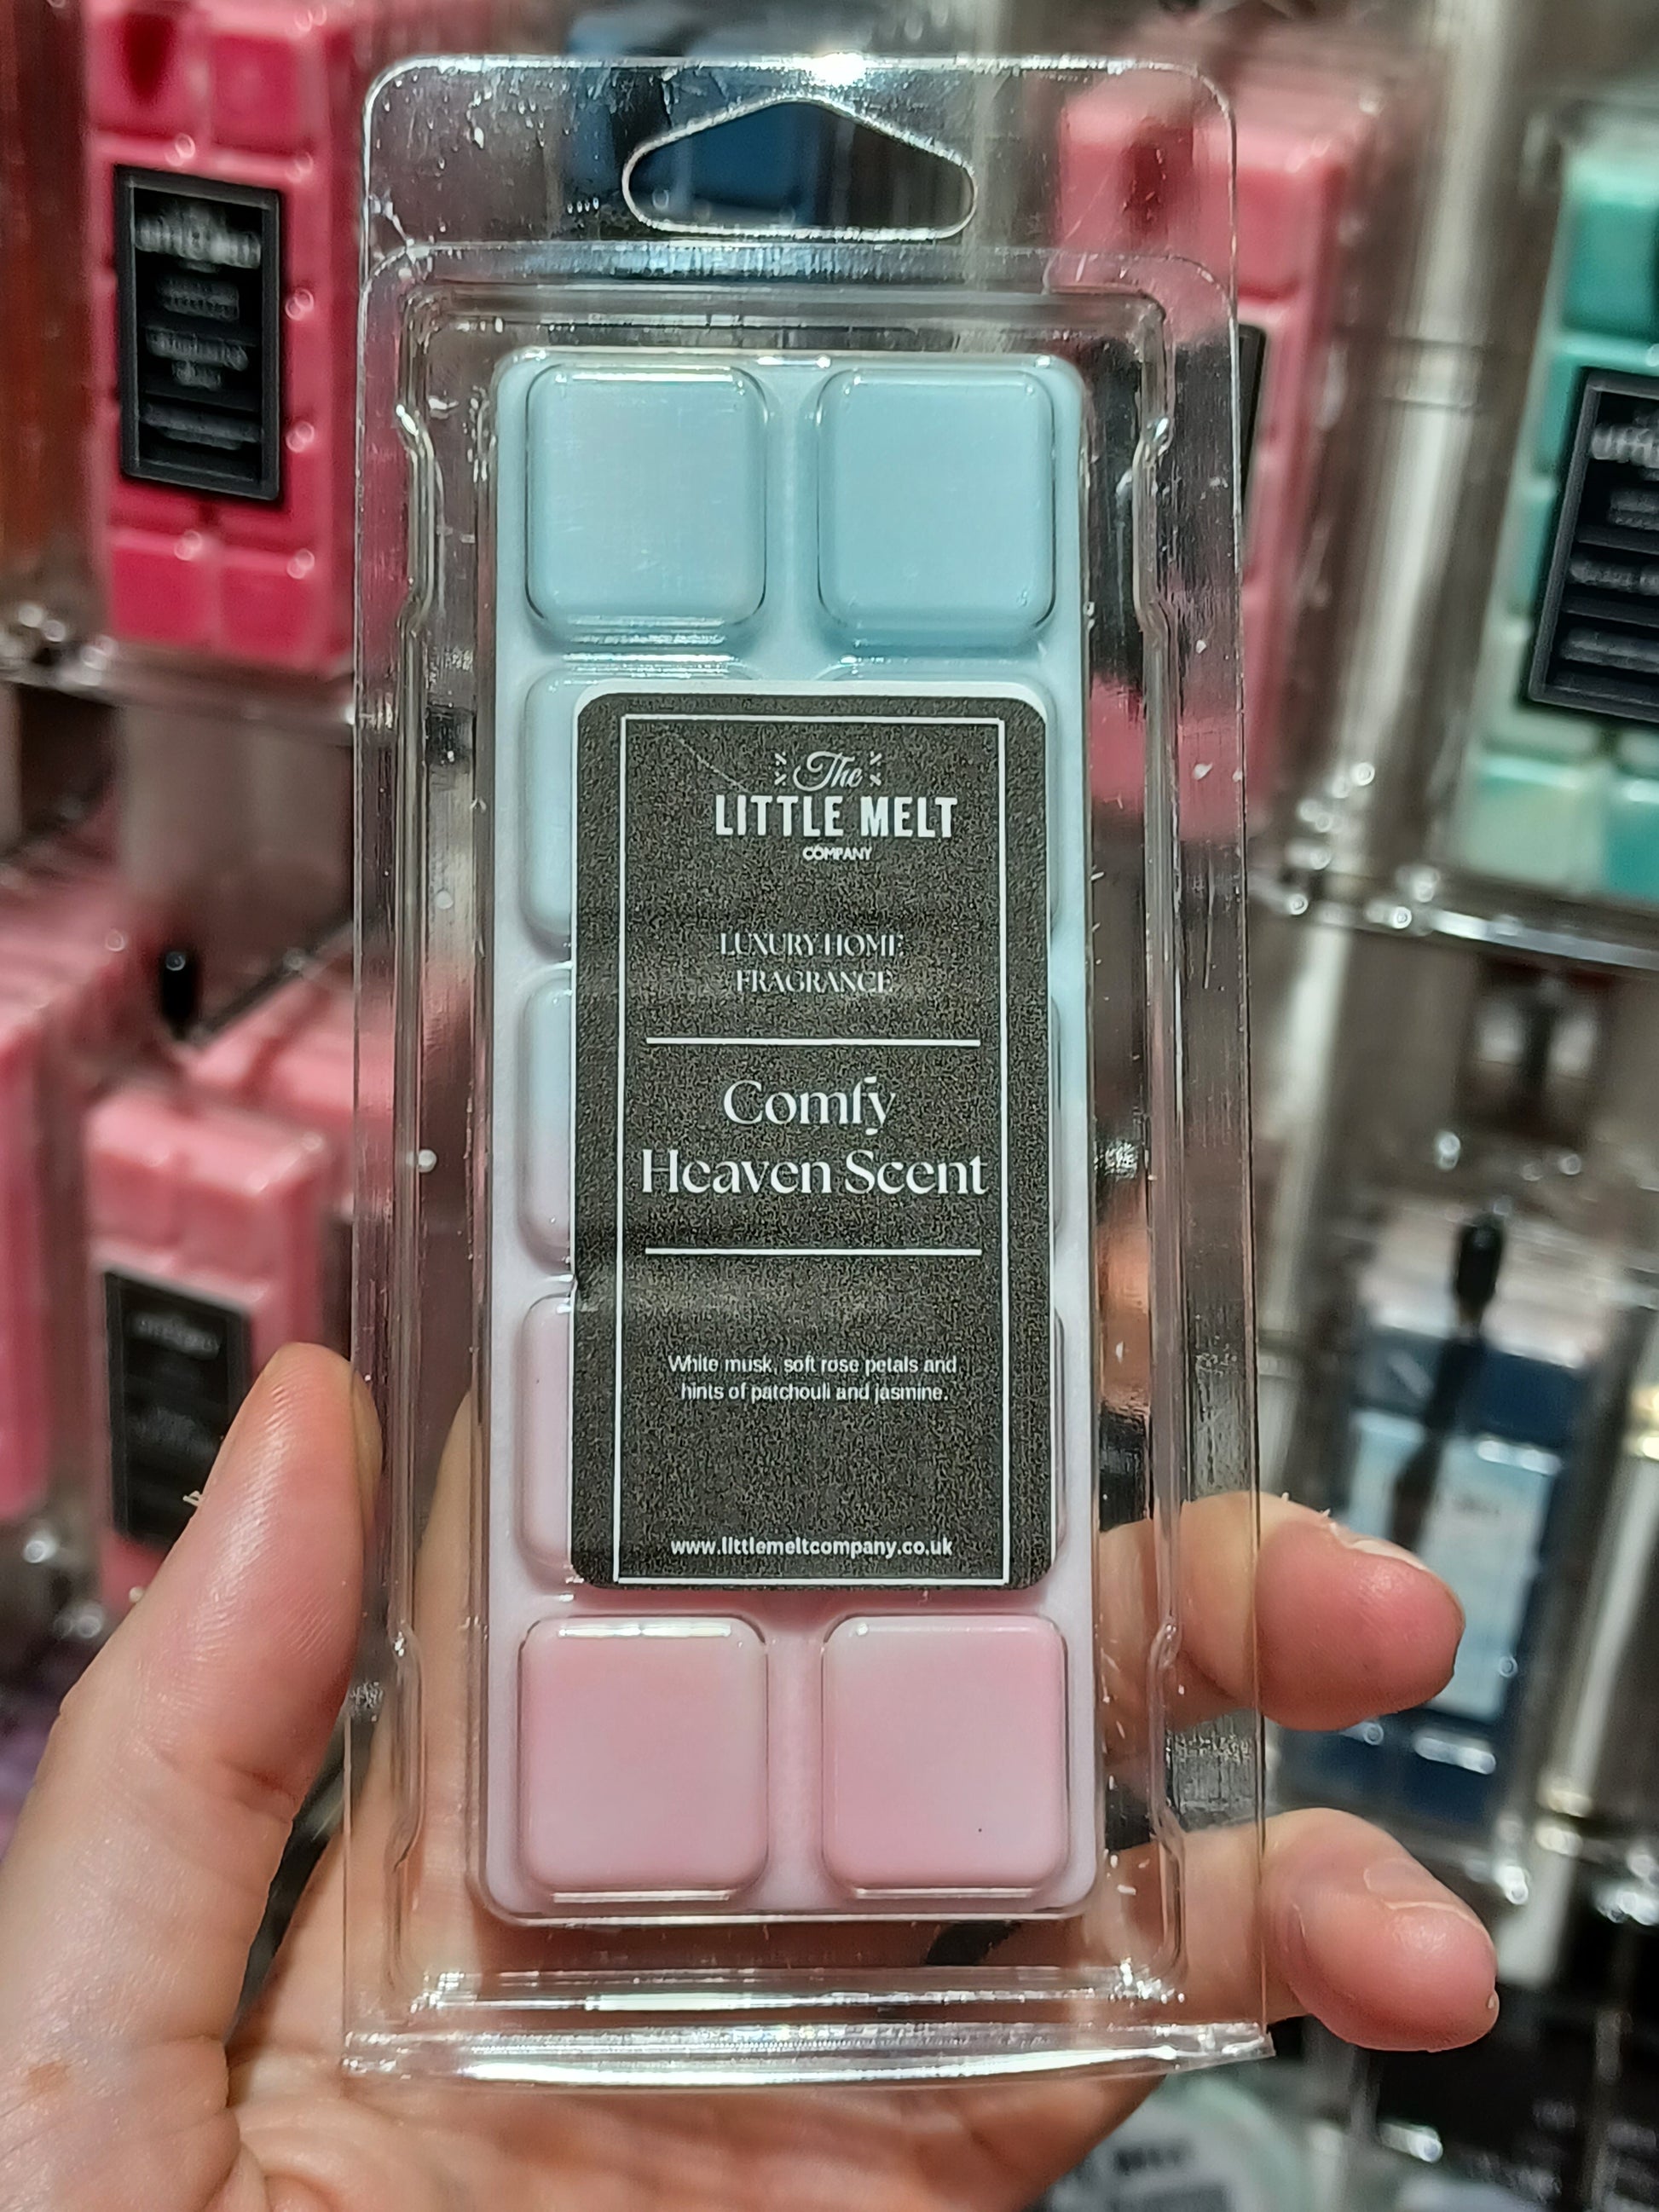 The
LITTLE MELT
COMPANY
LUXURY HOME
FRAGRANCE
Comfy
Heaven Scent
White musk, soft rose petals and
hints of patchouli and jasmine.
www.littlemeltcompany.co.uk